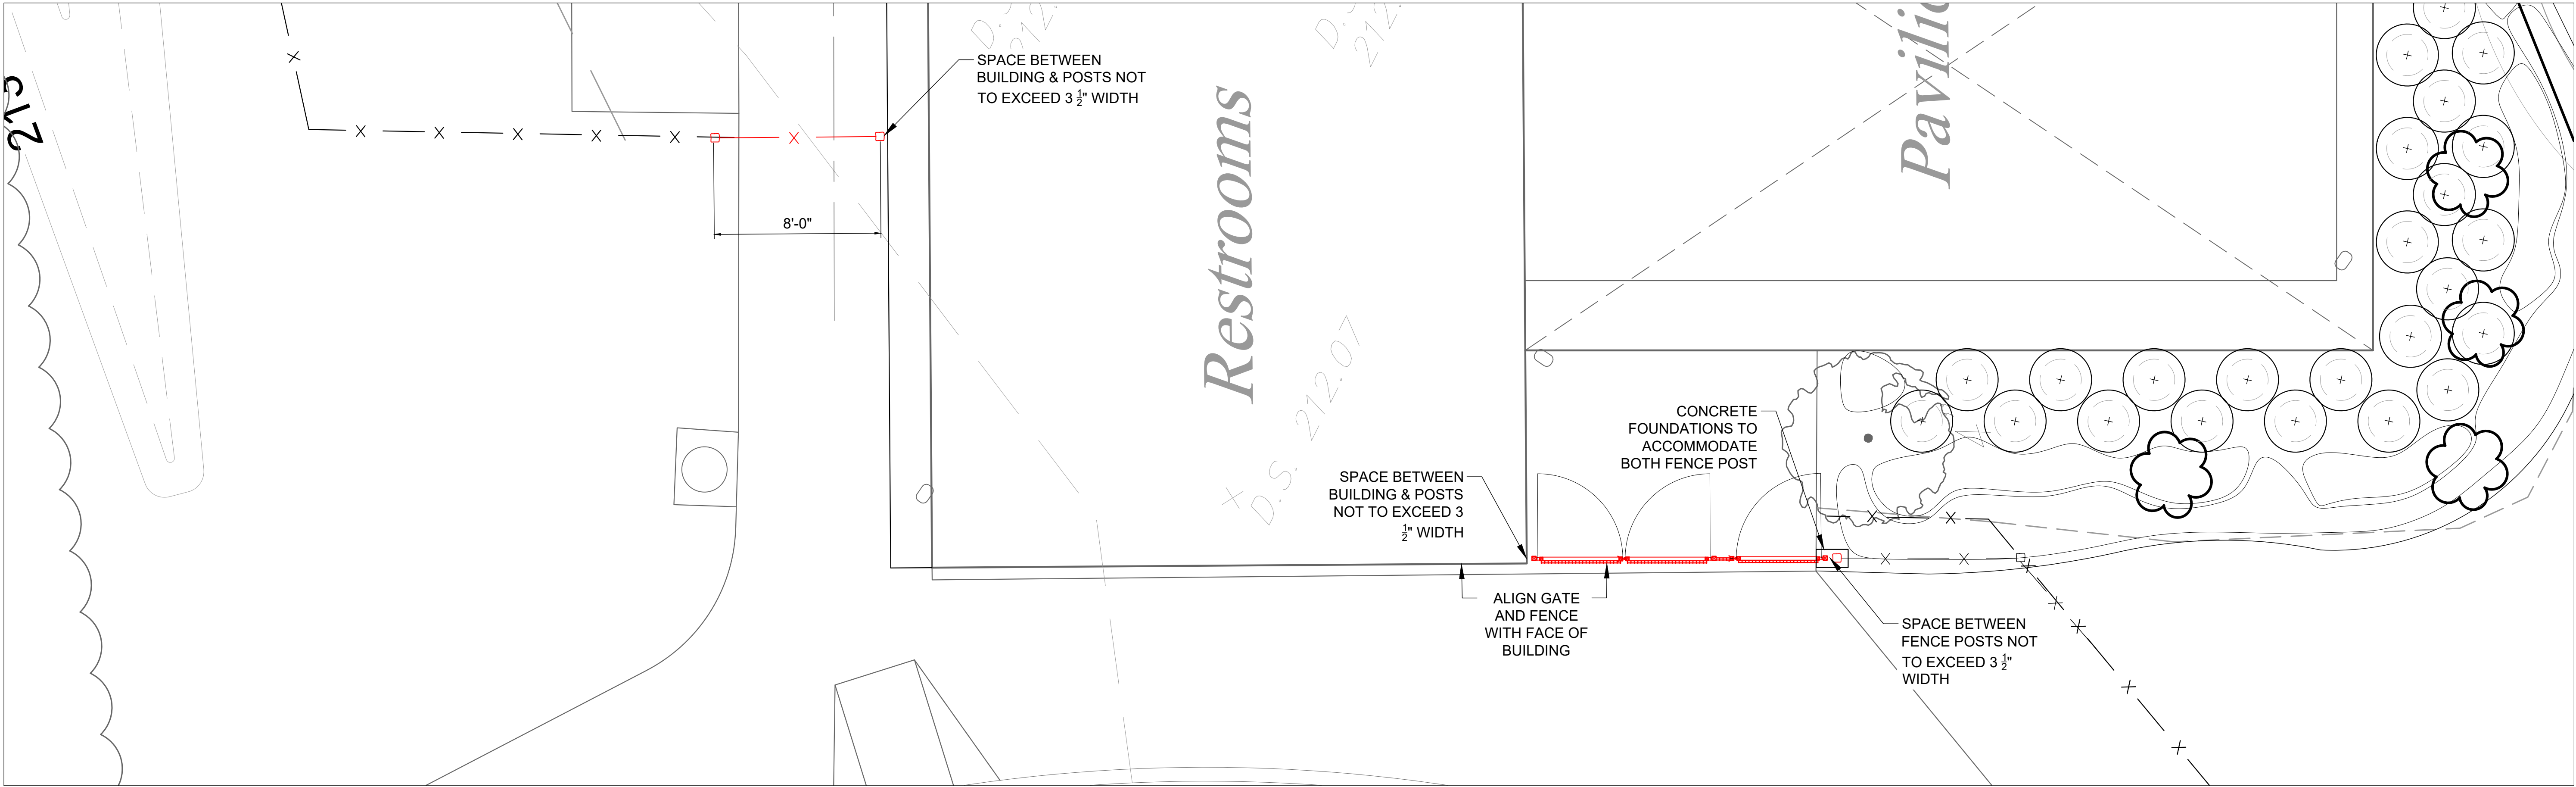 SPACE BETWEEN
BUILDING & POSTS NOT
TO EXCEED 3 ½" WIDTH
8'-0"
215
Restrooms
D.S. 212.07
SPACE BETWEEN
BUILDING & POSTS
NOT TO EXCEED 3
½" WIDTH
CONCRETE
FOUNDATIONS TO
ACCOMMODATE
BOTH FENCE POST
ALIGN GATE
AND FENCE
WITH FACE OF
BUILDING
SPACE BETWEEN
FENCE POSTS NOT
TO EXCEED 3 ½"
WIDTH